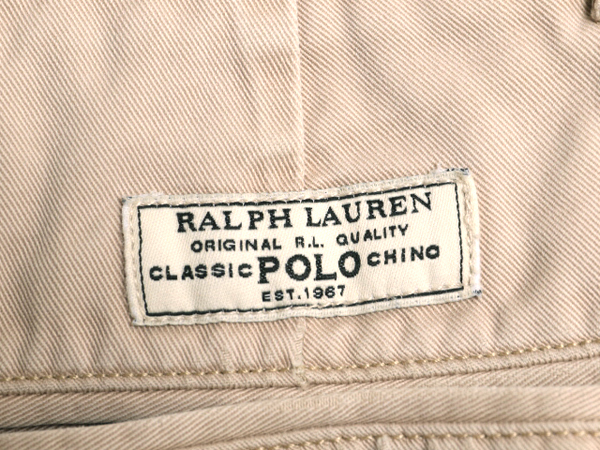 RALPH LAUREN
ORIGINAL R.L. QUALITY
CLASSIC POLO CHINO
EST.1967